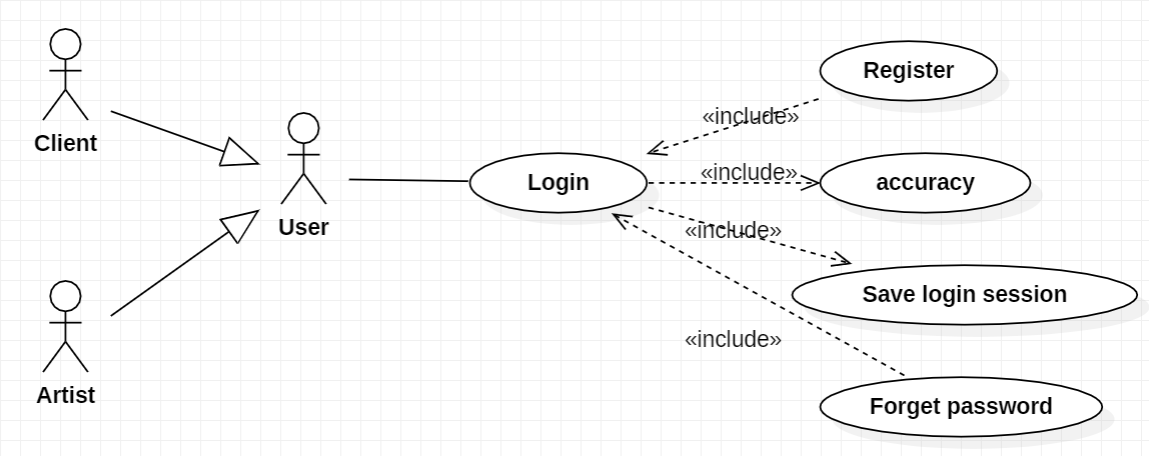 Client
Artist
User
Login
«include»
«include»
«include»
«include»
Register
accuracy
Save login session
Forget password